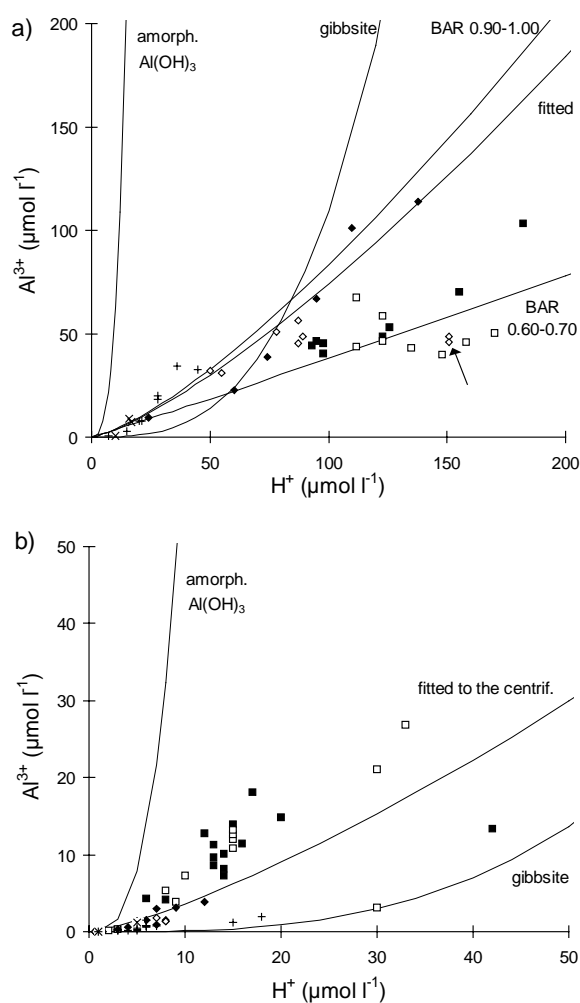 a)
200
150
100
50
0
Al³⁺ (µmol l⁻¹)
amorph.
Al(OH)₃
gibbsite
BAR 0.90-1.00
fitted
BAR
0.60-0.70
0
50
100
150
200
H⁺ (µmol l⁻¹)
b)
50
40
30
20
10
0
Al³⁺ (µmol l⁻¹)
amorph.
Al(OH)₃
fitted to the centrif.
gibbsite
0
10
20
30
40
50
H⁺ (µmol l⁻¹)